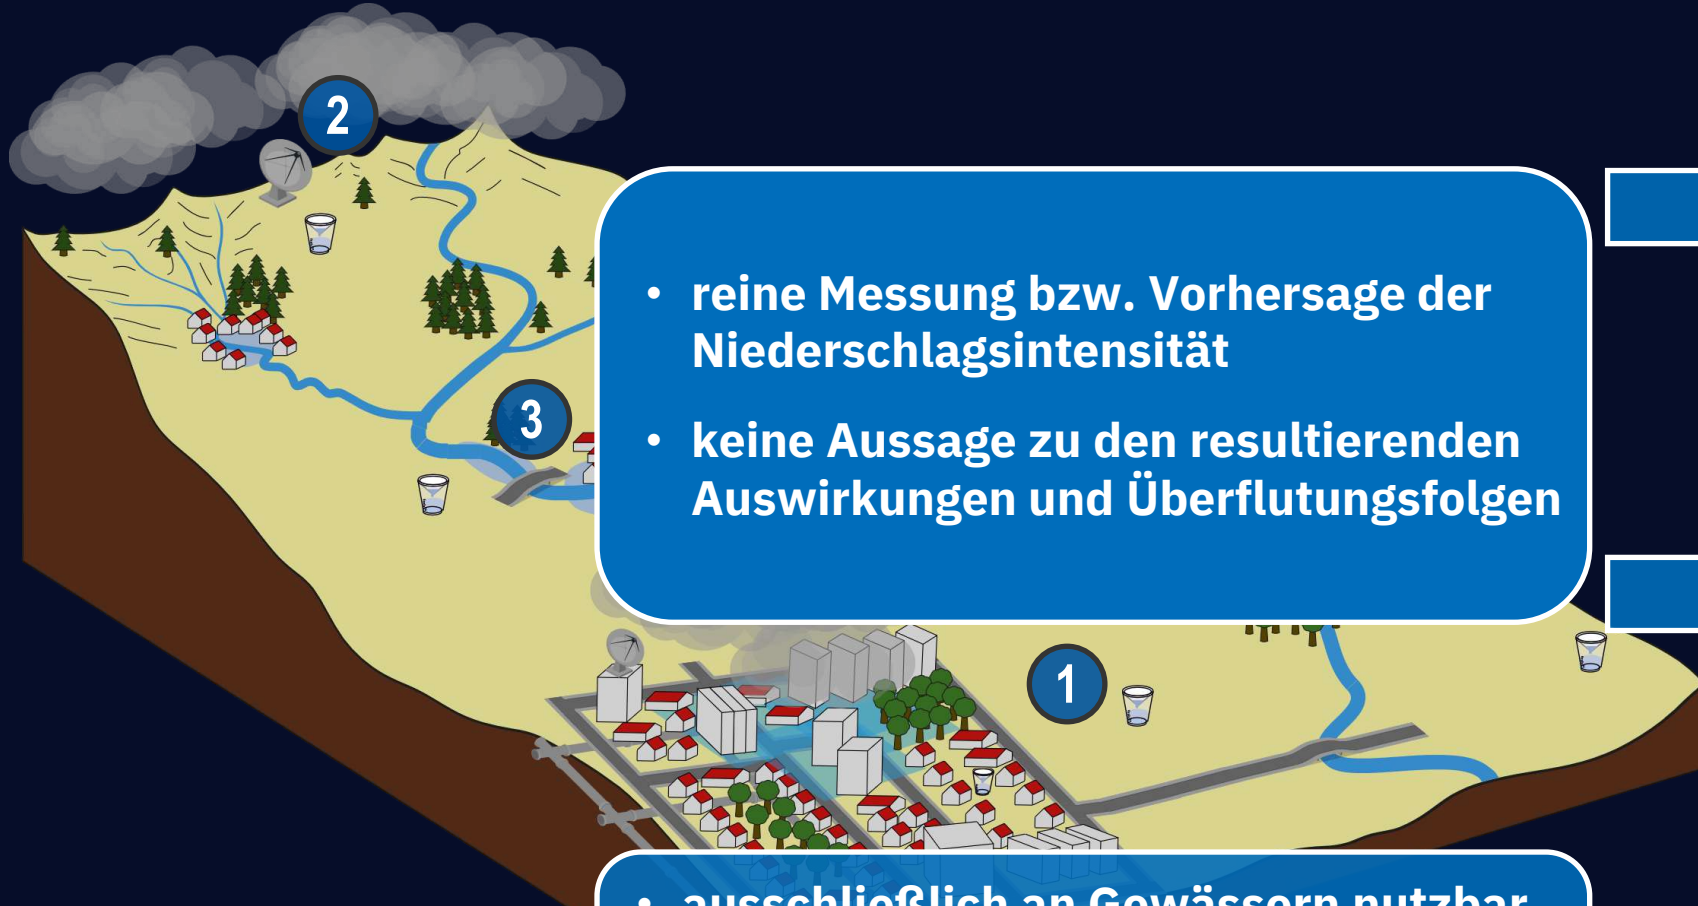 2
• reine Messung bzw. Vorhersage der
Niederschlagsintensität
• keine Aussage zu den resultierenden
Auswirkungen und Überflutungsfolgen
3
1
• ausschließlich an Gewässern nutzbar